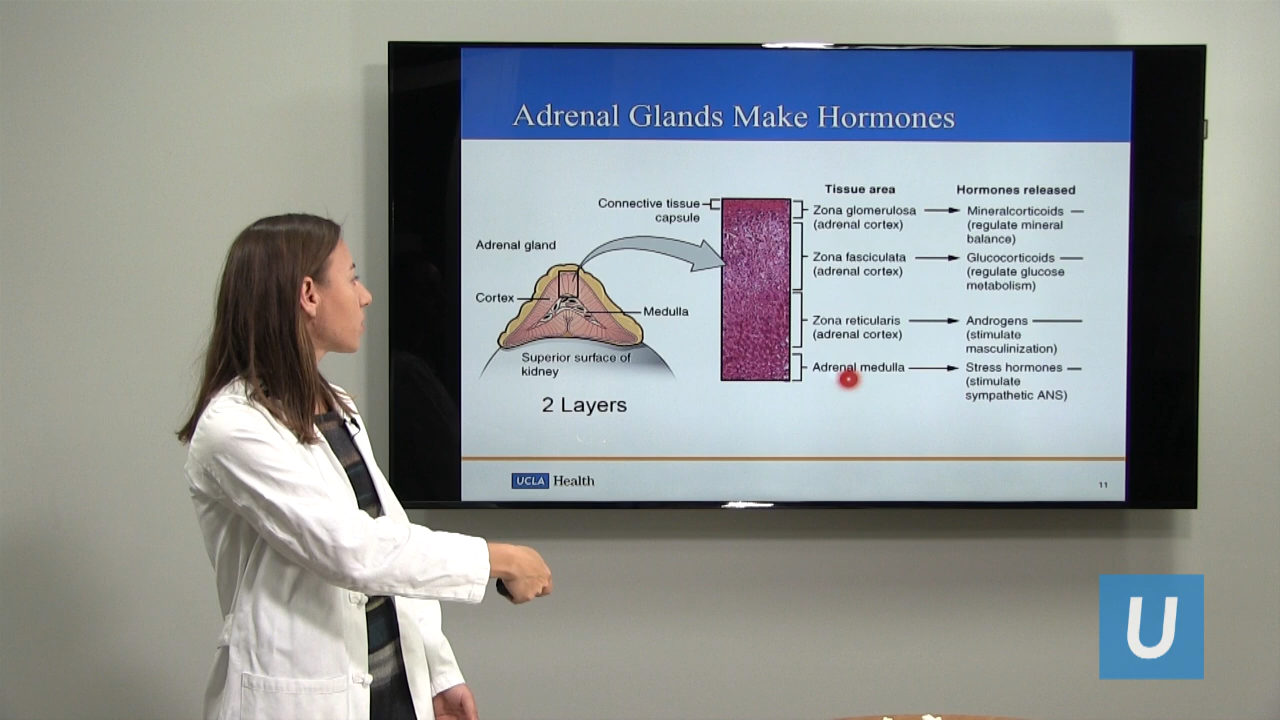 Adrenal Glands Make Hormones
Tissue area
Hormones released
Connective tissue
capsule
Zona glomerulosa
(adrenal cortex)
Mineralcorticoids
(regulate mineral
balance)
Adrenal gland
Zona fasciculata
(adrenal cortex)
Glucocorticoids
(regulate glucose
metabolism)
Cortex
Medulla
Zona reticularis
(adrenal cortex)
Androgens
(stimulate
masculinization)
Superior surface of
kidney
Adrenal medulla
Stress hormones
(stimulate
sympathetic ANS)
2 Layers
UCLA Health
11
U